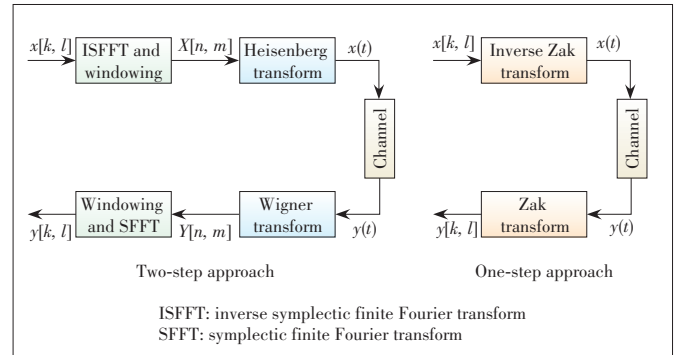 x[k, l]
ISFFT and
windowing
X[n, m]
Heisenberg
transform
x(t)
Channel
Windowing
and SFFT
y[k, l]
Y[n, m]
Wigner
transform
y(t)
Two-step approach
x[k, l]
Inverse Zak
transform
x(t)
Channel
y[k, l]
Zak
transform
y(t)
One-step approach
ISFFT: inverse symplectic finite Fourier transform
SFFT: symplectic finite Fourier transform